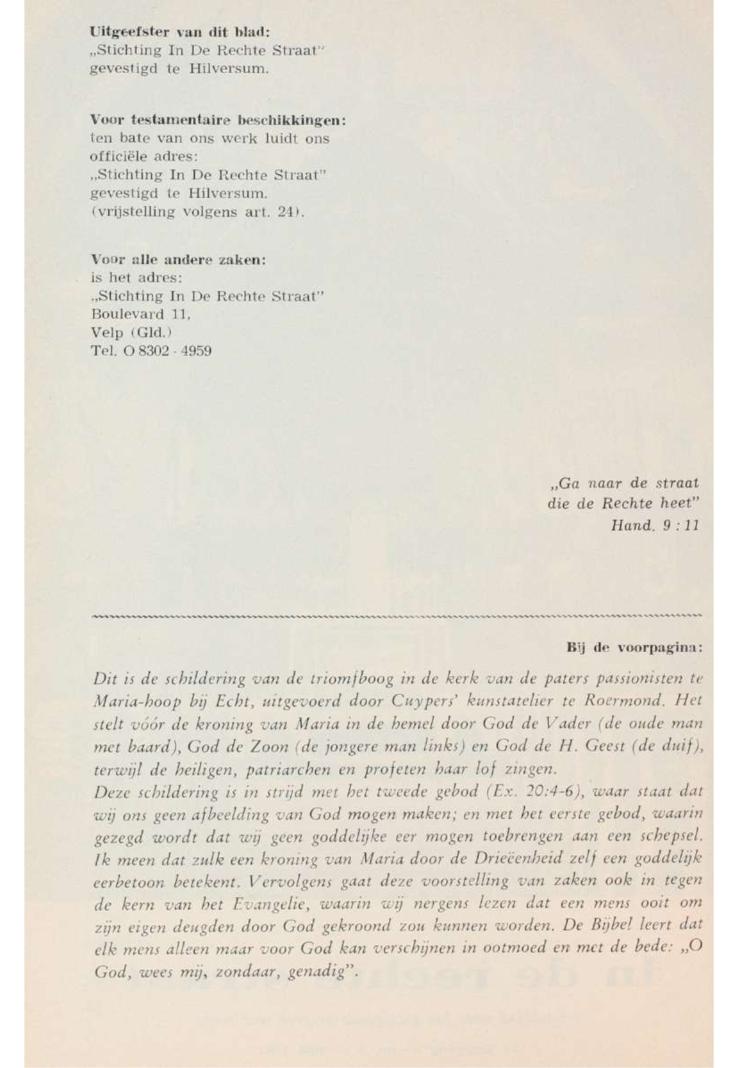 Uitgeefster van dit blad:
„Stichting In De Rechte Straat"
gevestigd te Hilversum.
Voor testamentaire beschikkingen:
ten bate van ons werk luidt ons
officiële adres:
„Stichting In De Rechte Straat"
gevestigd te Hilversum.
(vrijstelling volgens art. 24).
Voor alle andere zaken:
is het adres:
„Stichting In De Rechte Straat"
Boulevard 11,
Velp (Gld.)
Tel. O 8302 - 4959
„Ga naar de straat
die de Rechte heet"
Hand. 9 : 11
Bij de voorpagina:
Dit is de schildering van de triomfboog in de kerk van de paters passionisten te
Maria-hoop bij Echt, uitgevoerd door Cuypers' kunstatelier te Roermond. Het
stelt vóór de kroning van Maria in de hemel door God de Vader (de oude man
met baard), God de Zoon (de jongere man links) en God de H. Geest (de duif),
terwijl de heiligen, patriarchen en profeten haar lof zingen.
Deze schildering is in strijd met het tweede gebod (Ex. 20:4-6), waar staat dat
wij ons geen afbeelding van God mogen maken; en met het eerste gebod, waarin
gezegd wordt dat wij geen goddelijke eer mogen toebrengen aan een schepsel.
Ik meen dat zulk een kroning van Maria door de Drieëenheid zelf een goddelijk
eerbetoon betekent. Vervolgens gaat deze voorstelling van zaken ook in tegen
de kern van het Evangelie, waarin wij nergens lezen dat een mens ooit om
zijn eigen deugden door God gekroond zou kunnen worden. De Bijbel leert dat
elk mens alleen maar voor God kan verschijnen in ootmoed en met de bede: „O
God, wees mij, zondaar, genadig".